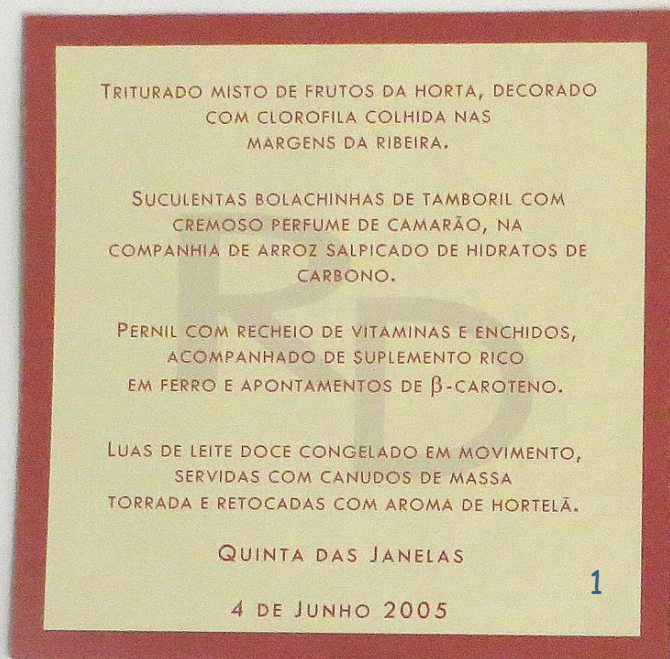 TRITURADO MISTO DE FRUTOS DA HORTA, DECORADO
COM CLOROFILA COLHIDA NAS
MARGENS DA RIBEIRA.
SUCULENTAS BOLACHINHAS DE TAMBORIL COM
CREMOSO PERFUME DE CAMARÃO, NA
COMPANHIA DE ARROZ SALPICADO DE HIDRATOS DE
CARBONO.
PERNIL COM RECHEIO DE VITAMINAS E ENCHIDOS,
ACOMPANHADO DE SUPLEMENTO RICO
EM FERRO E APONTAMENTOS DE β-CAROTENO.
LUAS DE LEITE DOCE CONGELADO EM MOVIMENTO,
SERVIDAS COM CANUDOS DE MASSA
TORRADA E RETOCADAS COM AROMA DE HORTELÃ.
QUINTA DAS JANELAS
4 DE JUNHO 2005
1
RD